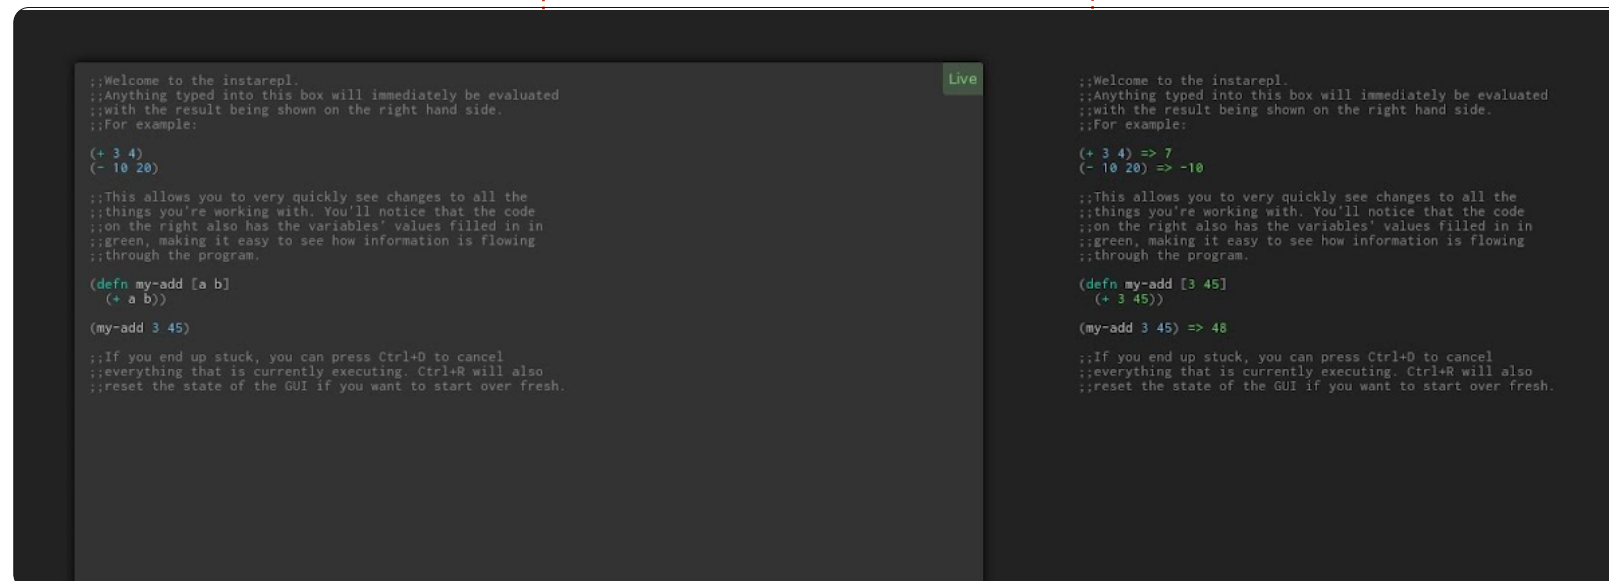 ;;Welcome to the instarepl.
;;Anything typed into this box will immediately be evaluated
;;with the result being shown on the right hand side.
;;For example:
(+ 3 4)
(- 10 20)
;;This allows you to very quickly see changes to all the
;;things you're working with. You'll notice that the code
;;on the right also has the variables' values filled in in
;;green, making it easy to see how information is flowing
;;through the program.
(defn my-add [a b]
(+ a b))
(my-add 3 45)
;;If you end up stuck, you can press Ctrl+D to cancel
;;everything that is currently executing. Ctrl+R will also
;;reset the state of the GUI if you want to start over fresh.
Live
;;Welcome to the instarepl.
;;Anything typed into this box will immediately be evaluated
;;with the result being shown on the right hand side.
;;For example:
(+ 3 4) => 7
(- 10 20) => -10
;;This allows you to very quickly see changes to all the
;;things you're working with. You'll notice that the code
;;on the right also has the variables' values filled in in
;;green, making it easy to see how information is flowing
;;through the program.
(defn my-add [3 45]
(+ 3 45))
(my-add 3 45) => 48
;;If you end up stuck, you can press Ctrl+D to cancel
;;everything that is currently executing. Ctrl+R will also
;;reset the state of the GUI if you want to start over fresh.